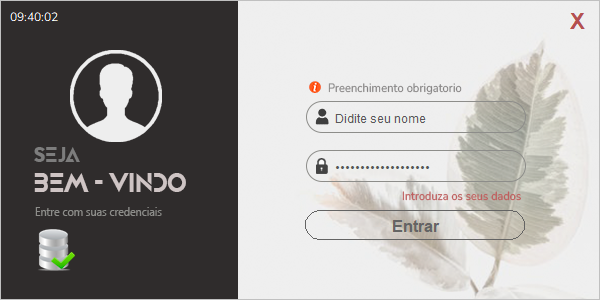 09:40:02
SEJA
BEM - VINDO
Entre com suas credenciais
X
Preenchimento obrigatorio
Didite seu nome
•••••••••••••••••••
Introduza os seus dados
Entrar